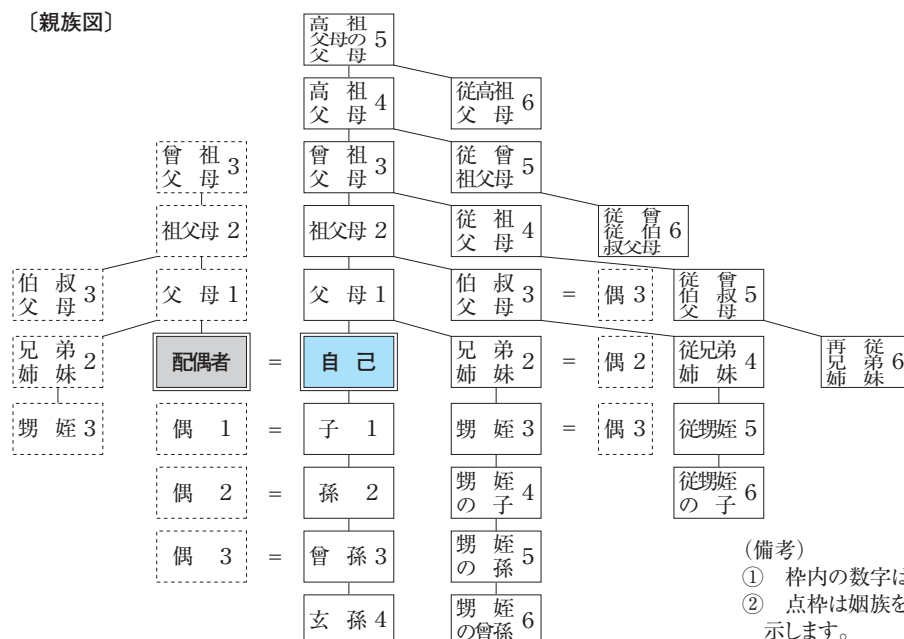 〔親族図〕
高祖
父母の 5
父母
高祖
父母 4
従高祖
父母 6
曾祖
父母 3
曾祖
父母 3
従曾
祖父母 5
祖父母 2
祖父母 2
従祖
父母 4
従曾
従伯
叔父母 6
伯叔
父母 3
父母 1
父母 1
伯叔
父母 3
=
偶 3
従曾
伯叔
父母 5
兄弟
姉妹 2
配偶者
=
自己
兄弟
姉妹 2
=
偶 2
従兄弟
姉妹 4
再従
兄弟
姉妹 6
甥姪 3
偶 1
=
子 1
甥姪 3
=
偶 3
従甥姪 5
偶 2
=
孫 2
甥姪
の子 4
従甥姪
の子 6
偶 3
=
曾孫 3
甥姪
の孫 5
玄孫 4
甥姪
の曾孫 6
(備考)
① 枠内の数字は
② 点枠は姻族を
示します。